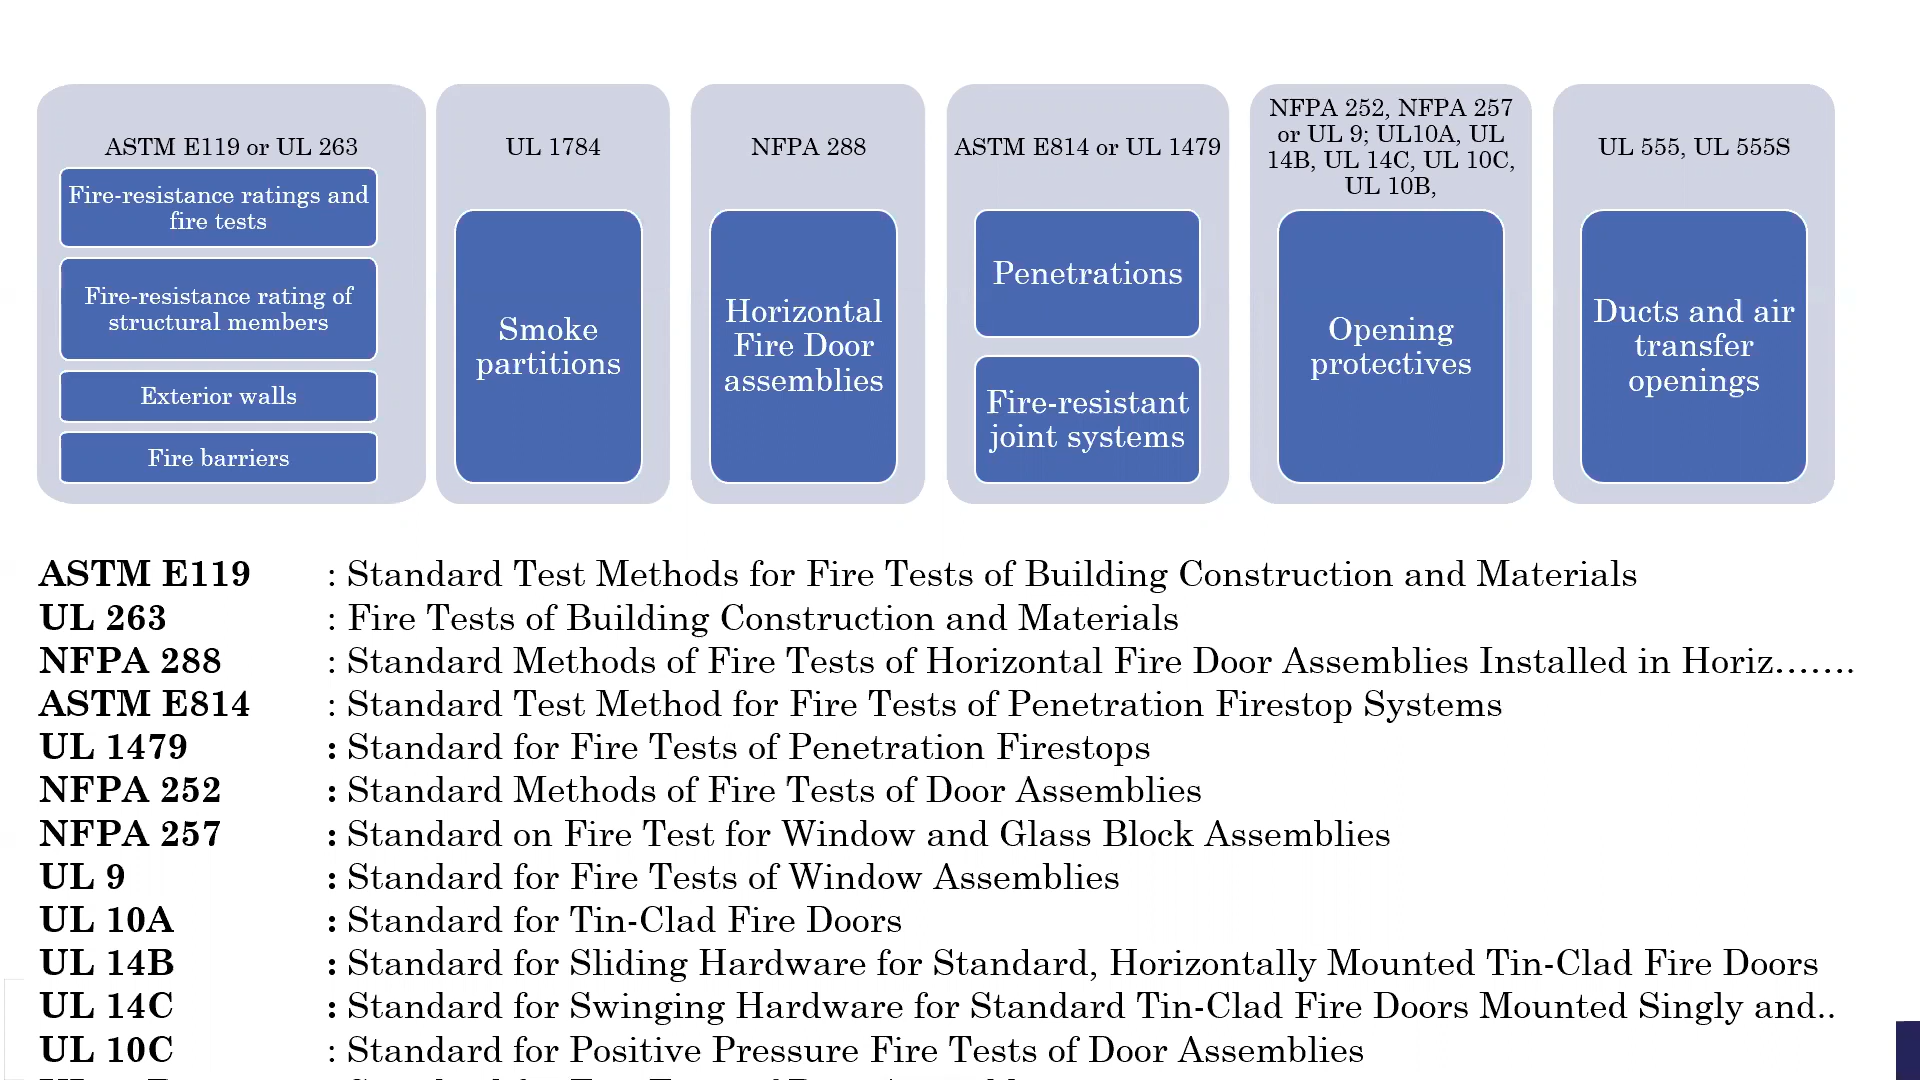 ASTM E119 or UL 263
Fire-resistance ratings and
fire tests
Fire-resistance rating of
structural members
Exterior walls
Fire barriers
UL 1784
Smoke
partitions
NFPA 288
Horizontal
Fire Door
assemblies
ASTM E814 or UL 1479
Penetrations
Fire-resistant
joint systems
NFPA 252, NFPA 257
or UL 9; UL10A, UL
14B, UL 14C, UL 10C,
UL 10B,
Opening
protectives
UL 555, UL 555S
Ducts and air
transfer
openings
ASTM E119 : Standard Test Methods for Fire Tests of Building Construction and Materials
UL 263 : Fire Tests of Building Construction and Materials
NFPA 288 : Standard Methods of Fire Tests of Horizontal Fire Door Assemblies Installed in Horiz.......
ASTM E814 : Standard Test Method for Fire Tests of Penetration Firestop Systems
UL 1479 : Standard for Fire Tests of Penetration Firestops
NFPA 252 : Standard Methods of Fire Tests of Door Assemblies
NFPA 257 : Standard on Fire Test for Window and Glass Block Assemblies
UL 9 : Standard for Fire Tests of Window Assemblies
UL 10A : Standard for Tin-Clad Fire Doors
UL 14B : Standard for Sliding Hardware for Standard, Horizontally Mounted Tin-Clad Fire Doors
UL 14C : Standard for Swinging Hardware for Standard Tin-Clad Fire Doors Mounted Singly and..
UL 10C : Standard for Positive Pressure Fire Tests of Door Assemblies